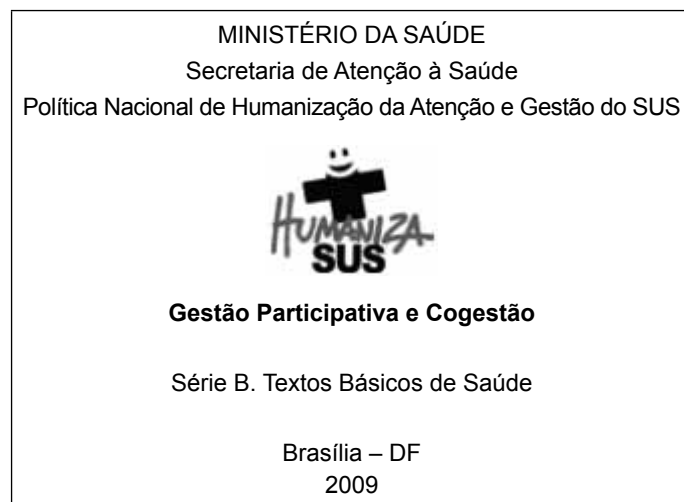 MINISTÉRIO DA SAÚDE
Secretaria de Atenção à Saúde
Política Nacional de Humanização da Atenção e Gestão do SUS
HUMANIZA
SUS
Gestão Participativa e Cogestão
Série B. Textos Básicos de Saúde
Brasília – DF
2009